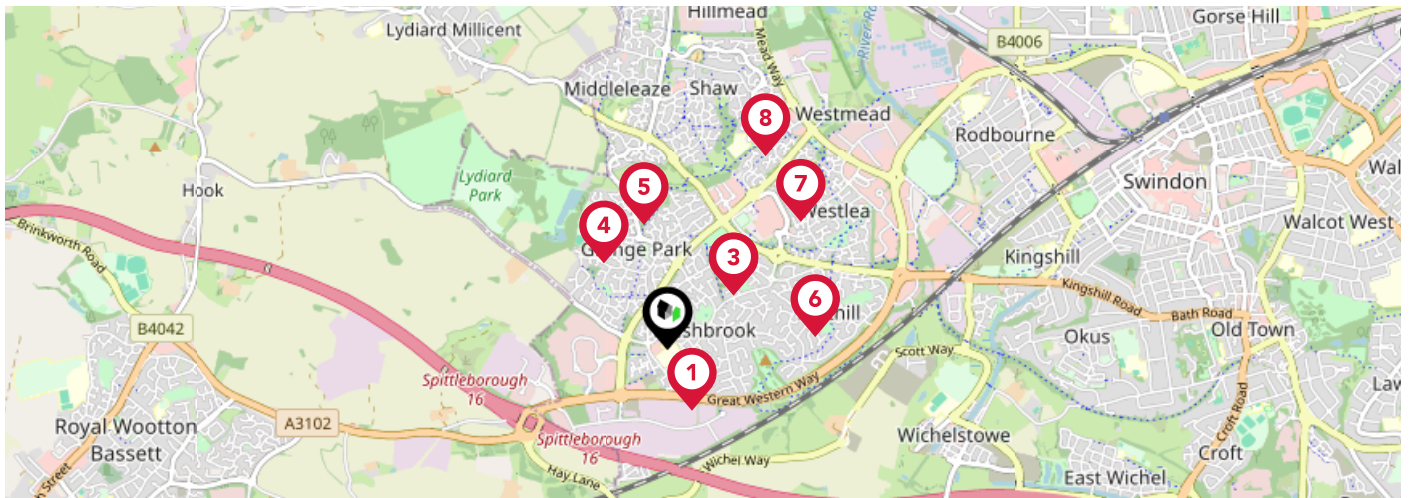 Hillmead
Gorse Hill
Lydiard Millicent
B4006
Mead Way
River
Middleleaze
Shaw
8
Westmead
Rodbourne
Lydiard
Park
Hook
5
7
Swindon
Westlea
Walcot West
4
Grange Park
3
Kingshill
Brinkworth Road
6
Kingshill Road
Bath Road
Old Town
B4042
Okus
Scott Way
1
Great Western Way
Spittleborough
16
A3102
Royal Wootton
Bassett
Spittleborough
16
Wichelstowe
Croft Road
Croft
Wichel Way
Hay Lane
East Wichel
Street